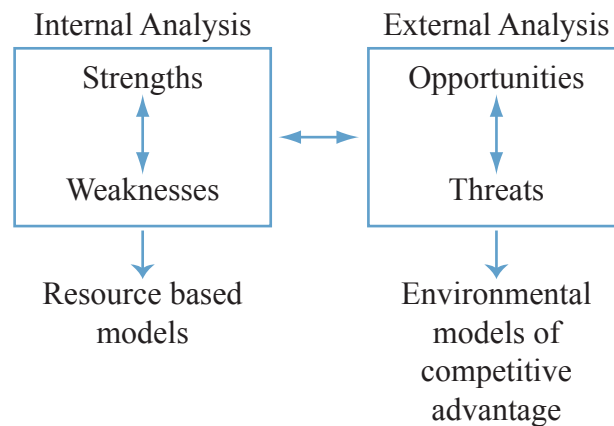 Internal Analysis
Strengths
Weaknesses
Resource based
models
External Analysis
Opportunities
Threats
Environmental
models of
competitive
advantage